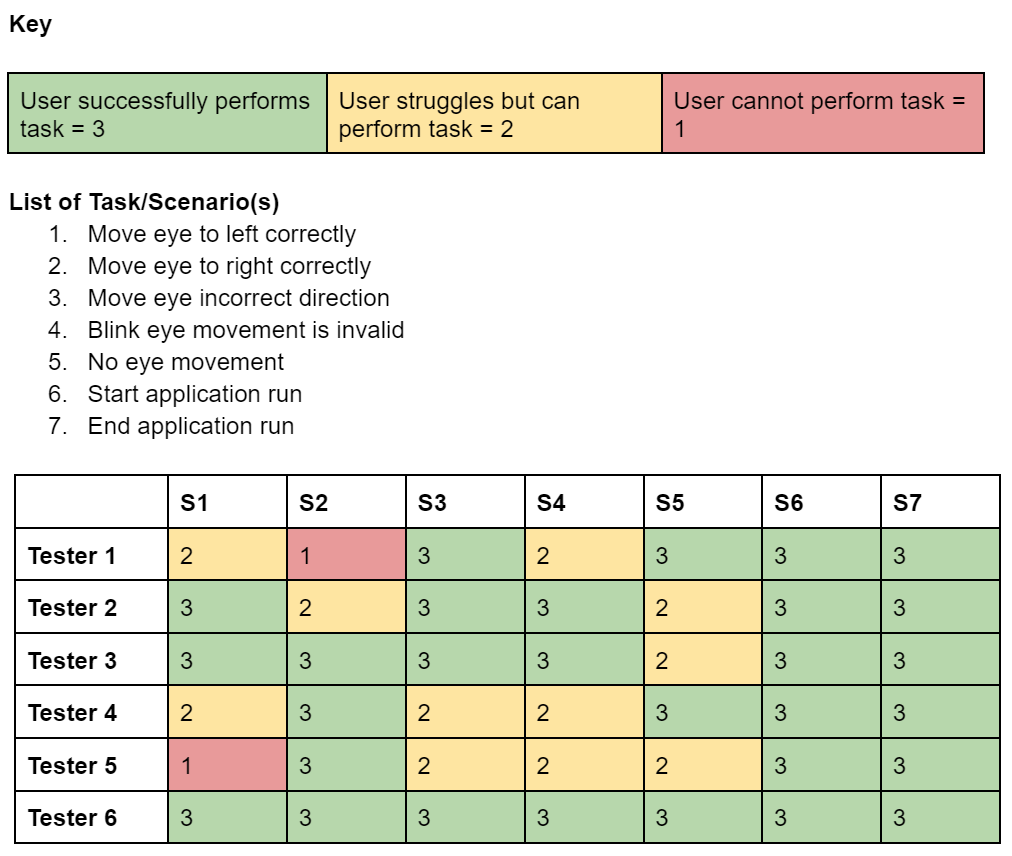 Key
User successfully performs task = 3 User struggles but can perform task = 2 User cannot perform task = 1
List of Task/Scenario(s)
1. Move eye to left correctly
2. Move eye to right correctly
3. Move eye incorrect direction
4. Blink eye movement is invalid
5. No eye movement
6. Start application run
7. End application run
S1 S2 S3 S4 S5 S6 S7
Tester 1 2 1 3 2 3 3 3
Tester 2 3 2 3 3 2 3 3
Tester 3 3 3 3 3 2 3 3
Tester 4 2 3 2 2 3 3 3
Tester 5 1 3 2 2 2 3 3
Tester 6 3 3 3 3 3 3 3